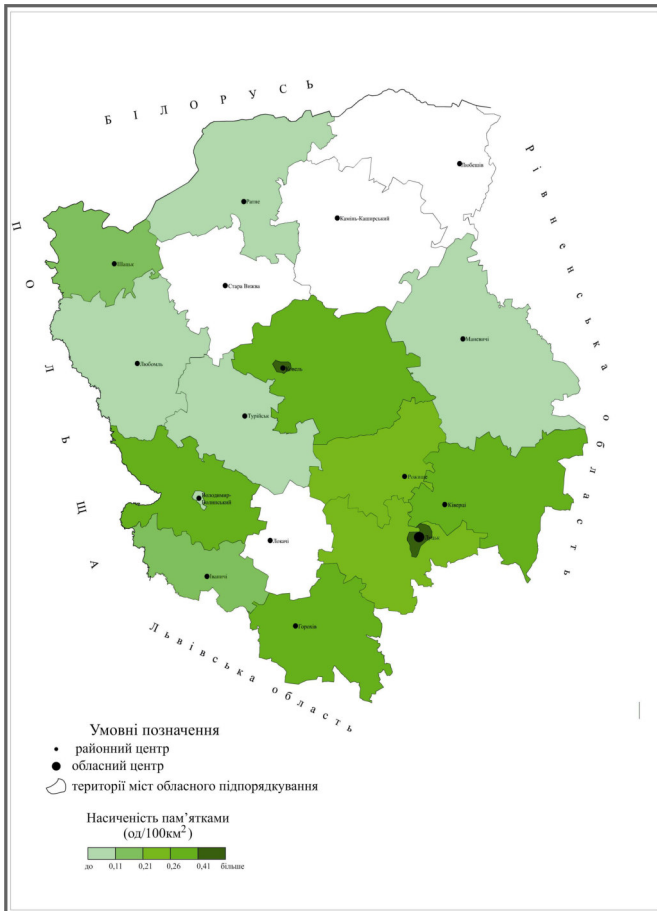 БІЛОРУСЬ
Рівненська область
ПОЛЬЩА
Любешів
Ратне
Камінь-Каширський
Шацьк
Стара Вижва
Маневичі
Любомль
Ковель
Турійськ
Рожище
Володимир-
Волинський
Ківерці
Локачі
Луцьк
Іваничі
Горохів
Львівська область
Умовні позначення
районний центр
обласний центр
території міст обласного підпорядкування
Насиченість пам’ятками
(од/100км²)
до 0,11 0,21 0,26 0,41 більше